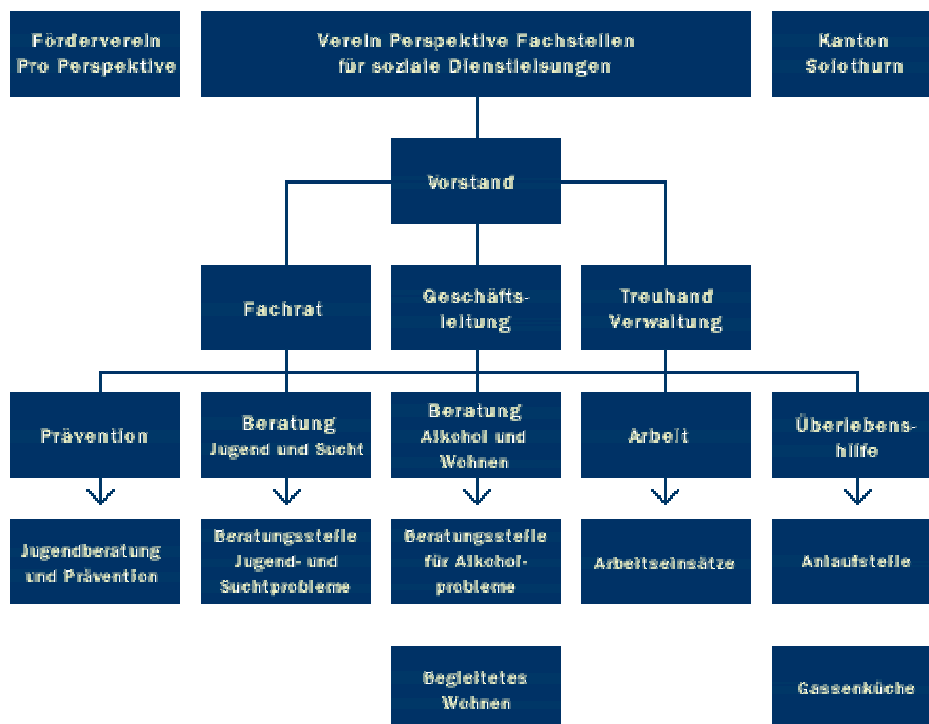 Förderverein
Pro Perspektive
Verein Perspektive Fachstellen
für soziale Dienstleisungen
Kanton
Solothurn
Vorstand
Fachrat
Geschäfts-
leitung
Treuhand
Verwaltung
Prävention
Beratung
Jugend und Sucht
Beratung
Alkohol und
Wohnen
Arbeit
Überlebens-
hilfe
Jugendberatung
und Prävention
Beratungsstelle
Jugend- und
Suchtprobleme
Beratungsstelle
für Alkohol-
probleme
Arbeitseinsätze
Anlaufstelle
Begleitetes
Wohnen
Gassenküche